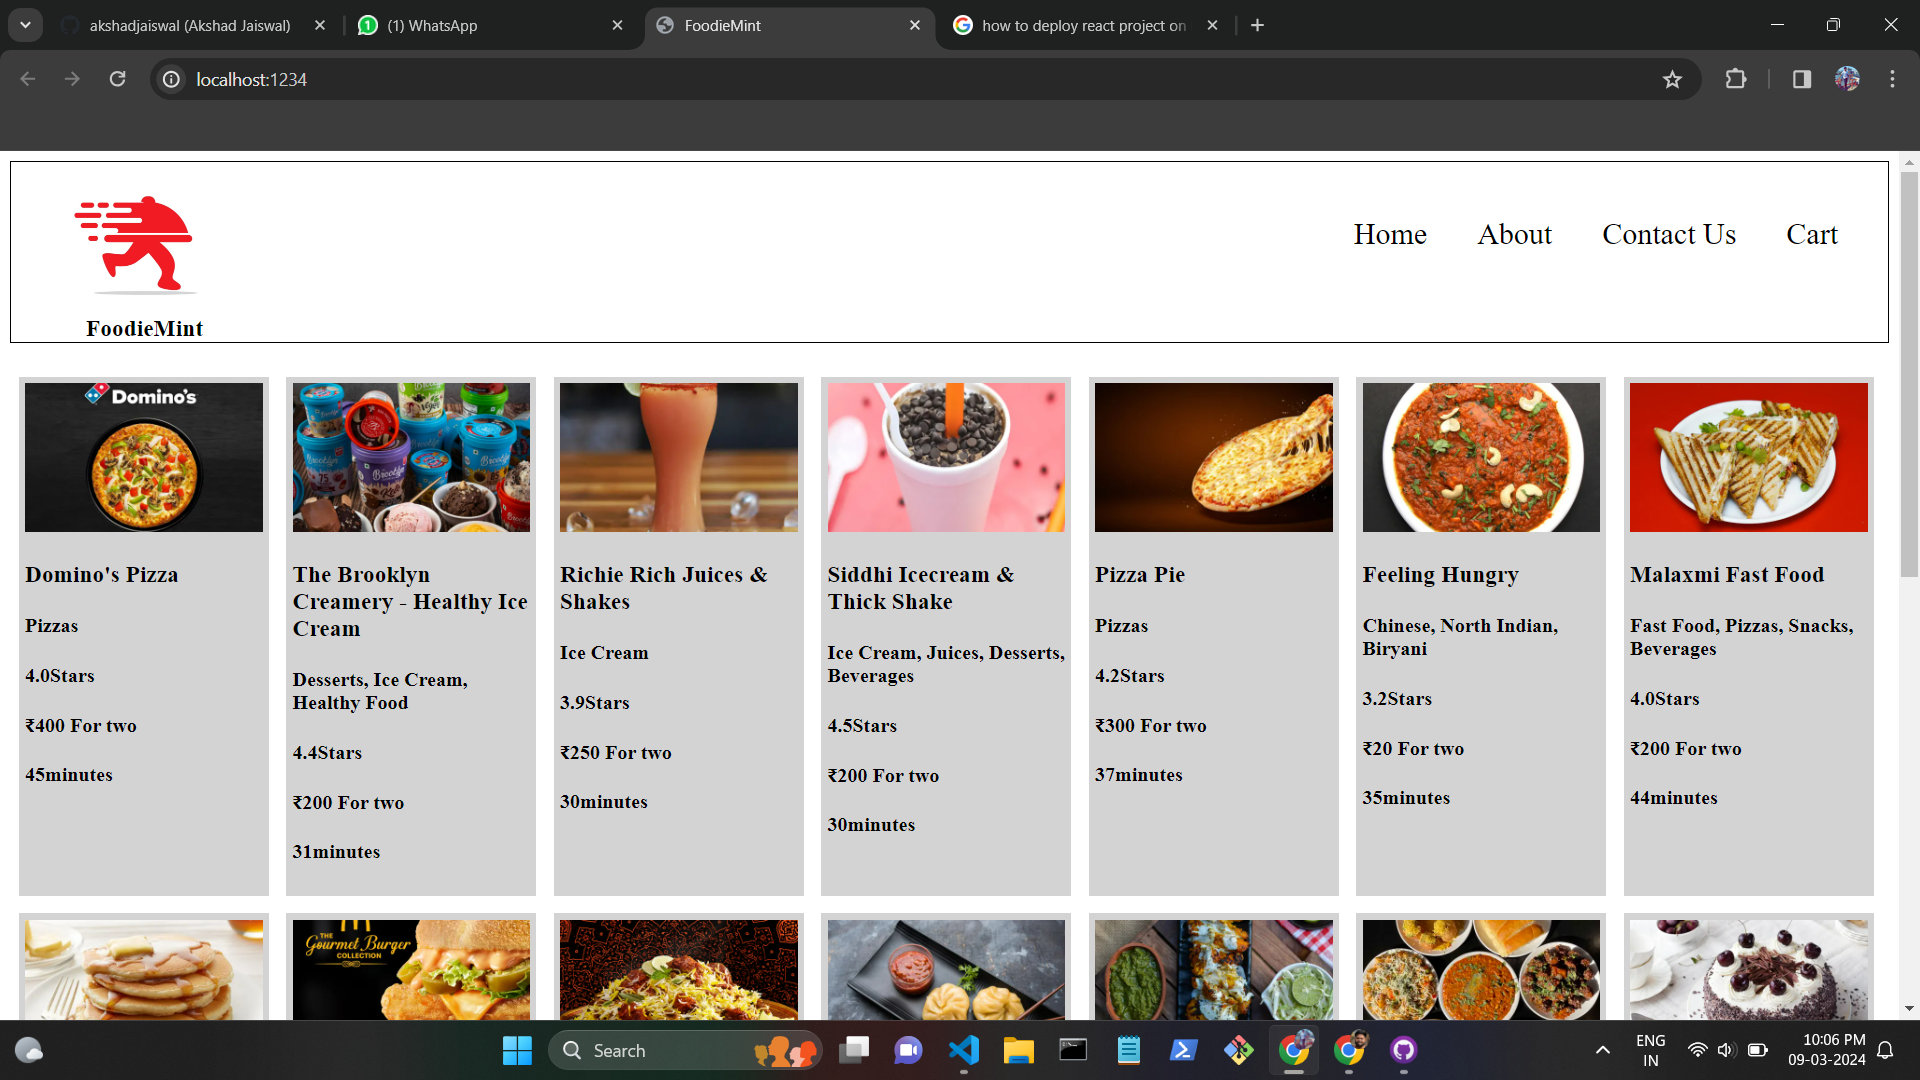 akshadjaiswal (Akshad Jaiswal)
(1) WhatsApp
FoodieMint
how to deploy react project on
localhost:1234
Home About Contact Us Cart
FoodieMint
Domino's
Domino's Pizza
Pizzas
4.0Stars
₹400 For two
45minutes
Brooklyn
The Brooklyn
Creamery - Healthy Ice
Cream
Desserts, Ice Cream,
Healthy Food
4.4Stars
₹200 For two
31minutes
Richie Rich Juices &
Shakes
Ice Cream
3.9Stars
₹250 For two
30minutes
Siddhi Icecream &
Thick Shake
Ice Cream, Juices, Desserts,
Beverages
4.5Stars
₹200 For two
30minutes
Pizza Pie
Pizzas
4.2Stars
₹300 For two
37minutes
Feeling Hungry
Chinese, North Indian,
Biryani
3.2Stars
₹20 For two
35minutes
Malaxmi Fast Food
Fast Food, Pizzas, Snacks,
Beverages
4.0Stars
₹200 For two
44minutes
THE
Gourmet Burger
COLLECTION
Search
ENG
IN
10:06 PM
09-03-2024